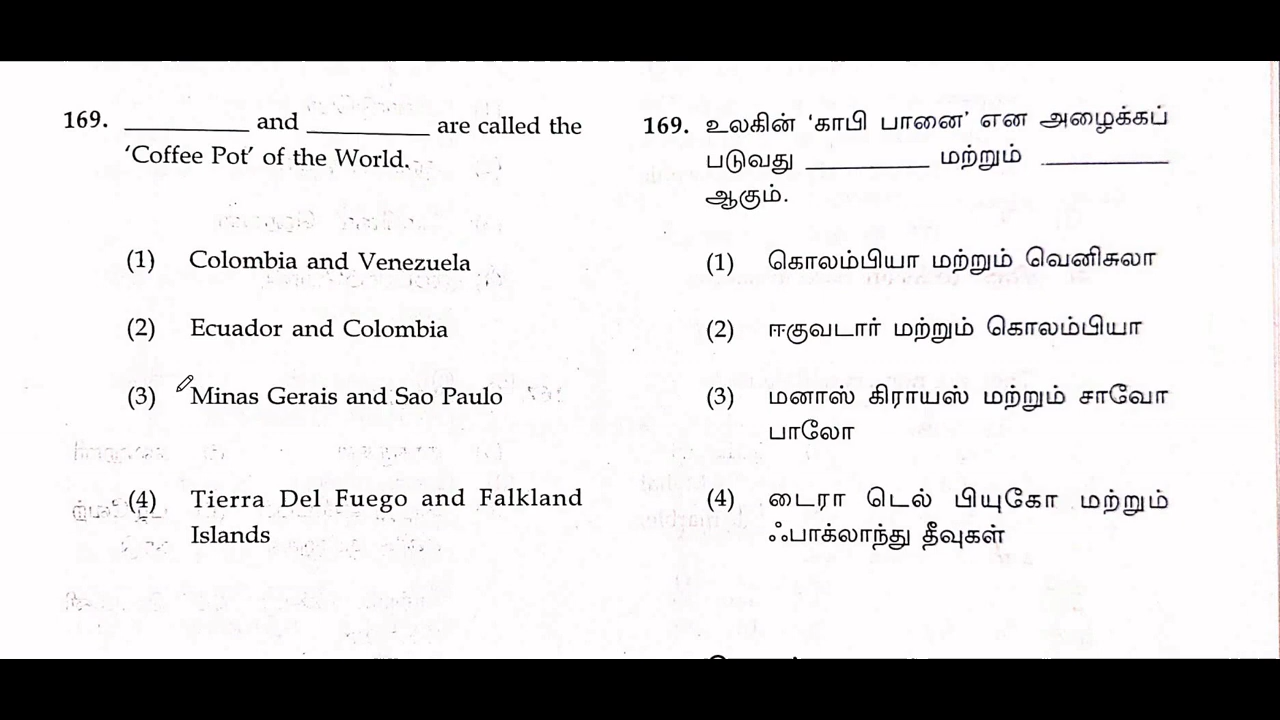 169. __________ and __________ are called the
'Coffee Pot' of the World.
(1) Colombia and Venezuela
(2) Ecuador and Colombia
(3) Minas Gerais and Sao Paulo
(4) Tierra Del Fuego and Falkland
Islands
169. உலகின் 'காபி பானை' என அழைக்கப்
படுவது __________ மற்றும் __________
ஆகும்.
(1) கொலம்பியா மற்றும் வெனிசுலா
(2) ஈகுவடார் மற்றும் கொலம்பியா
(3) மனாஸ் கிராயஸ் மற்றும் சாவோ
பாலோ
(4) டைரா டெல் பியுகோ மற்றும்
ஃபாக்லாந்து தீவுகள்